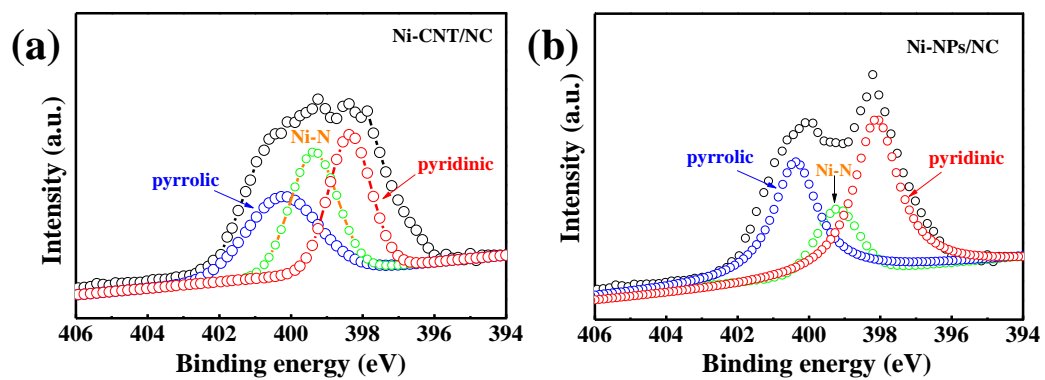 (a)
Ni-CNT/NC
Intensity (a.u.)
Ni-N
pyrrolic
pyridinic
406 404 402 400 398 396 394
Binding energy (eV)
(b)
Ni-NPs/NC
Intensity (a.u.)
pyrrolic
Ni-N
pyridinic
406 404 402 400 398 396 394
Binding energy (eV)